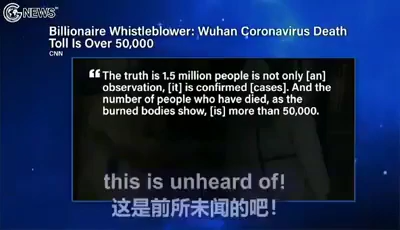 GNEWS
Billionaire Whistleblower: Wuhan Coronavirus Death
Toll Is Over 50,000
CNN
“The truth is 1.5 million people is not only [an]
observation, [it] is confirmed [cases]. And the
number of people who have died, as the
burned bodies show, [is] more than 50,000.
this is unheard of!
这是前所未闻的吧！